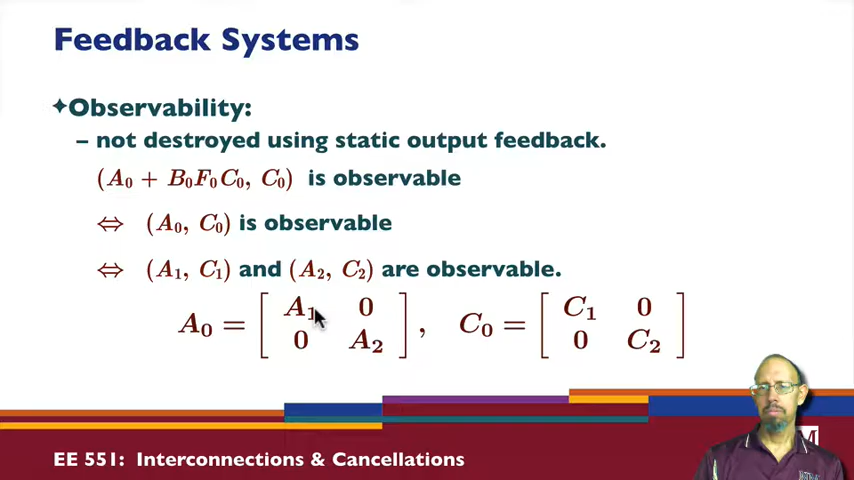 Feedback Systems
✦Observability:
– not destroyed using static output feedback.
(A₀ + B₀F₀C₀, C₀) is observable
⇔ (A₀, C₀) is observable
⇔ (A₁, C₁) and (A₂, C₂) are observable.
A₀ = [ A₁ 0 ; 0 A₂ ] , C₀ = [ C₁ 0 ; 0 C₂ ]
EE 551: Interconnections & Cancellations